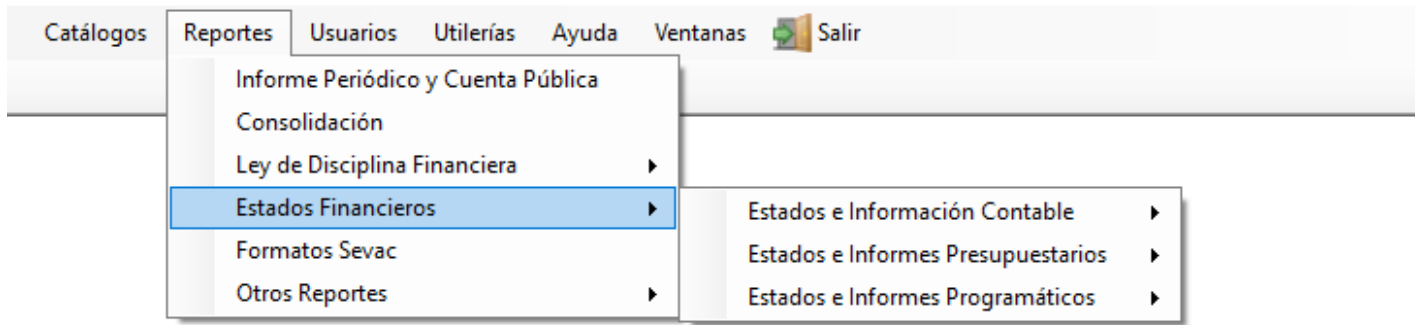 Catálogos Reportes Usuarios Utilerías Ayuda Ventanas Salir
Informe Periódico y Cuenta Pública
Consolidación
Ley de Disciplina Financiera
Estados Financieros
Formatos Sevac
Otros Reportes
Estados e Información Contable
Estados e Informes Presupuestarios
Estados e Informes Programáticos